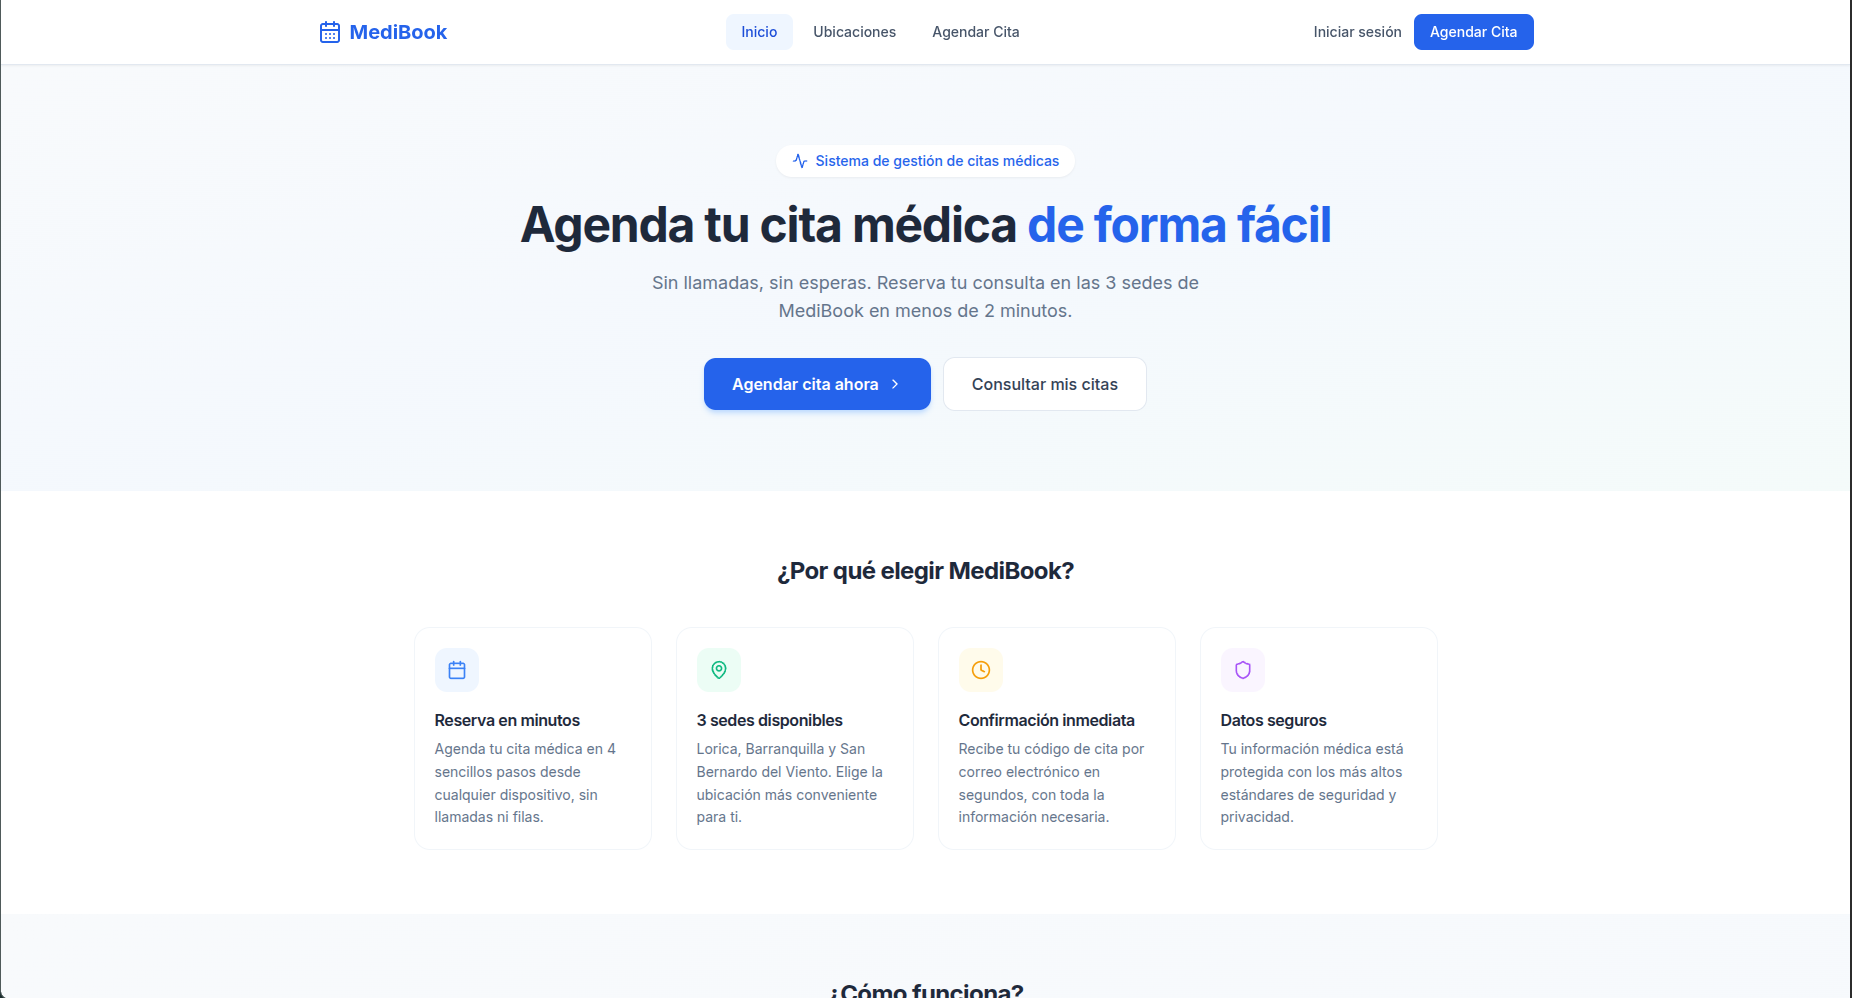 MediBook
Inicio
Ubicaciones
Agendar Cita
Iniciar sesión
Agendar Cita
Sistema de gestión de citas médicas
Agenda tu cita médica de forma fácil
Sin llamadas, sin esperas. Reserva tu consulta en las 3 sedes de
MediBook en menos de 2 minutos.
Agendar cita ahora
Consultar mis citas
¿Por qué elegir MediBook?
Reserva en minutos
Agenda tu cita médica en 4
sencillos pasos desde
cualquier dispositivo, sin
llamadas ni filas.
3 sedes disponibles
Lorica, Barranquilla y San
Bernardo del Viento. Elige la
ubicación más conveniente
para ti.
Confirmación inmediata
Recibe tu código de cita por
correo electrónico en
segundos, con toda la
información necesaria.
Datos seguros
Tu información médica está
protegida con los más altos
estándares de seguridad y
privacidad.
¿Cómo funciona?